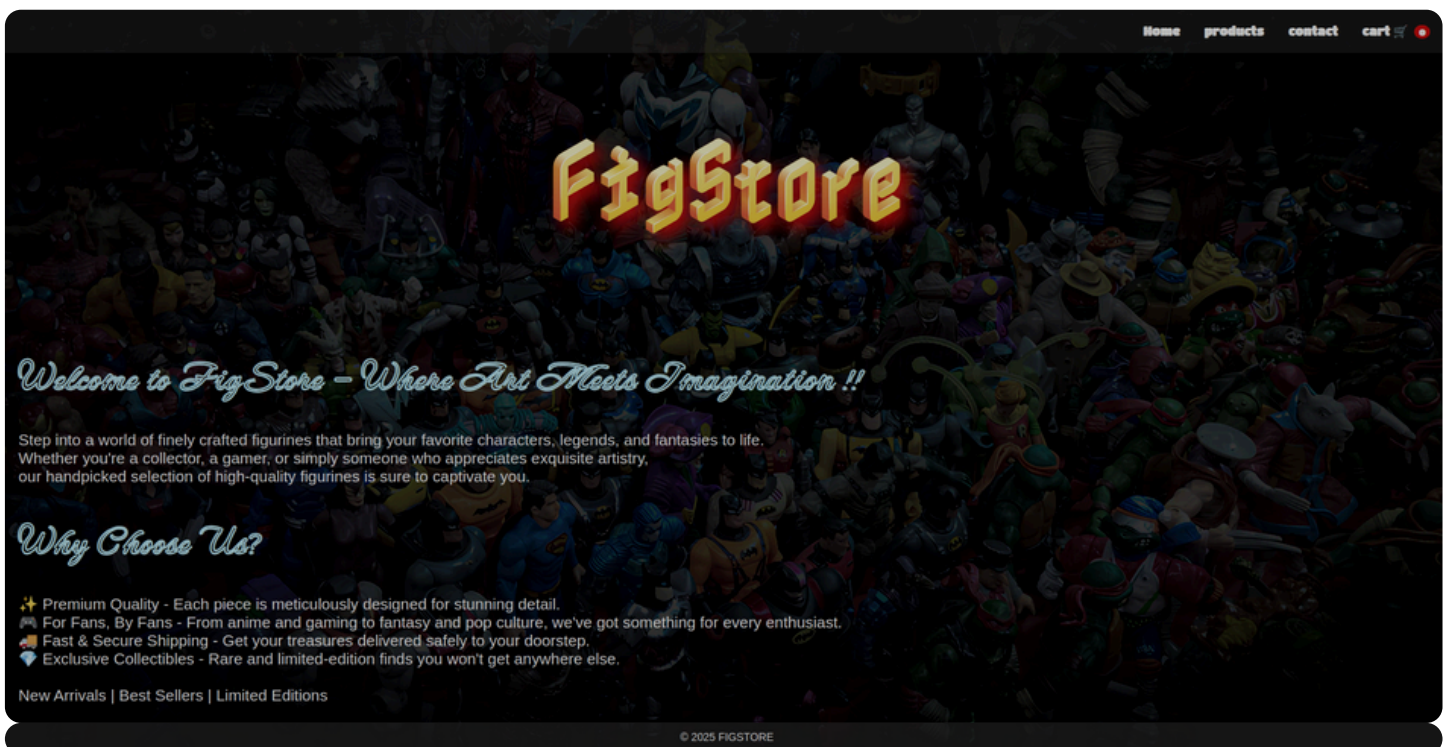 Home products contact cart 🛒
FigStore
Welcome to FigStore – Where Art Meets Imagination !!
Step into a world of finely crafted figurines that bring your favorite characters, legends, and fantasies to life.
Whether you're a collector, a gamer, or simply someone who appreciates exquisite artistry,
our handpicked selection of high-quality figurines is sure to captivate you.
Why Choose Us?
✨ Premium Quality - Each piece is meticulously designed for stunning detail.
🎮 For Fans, By Fans - From anime and gaming to fantasy and pop culture, we've got something for every enthusiast.
🚚 Fast & Secure Shipping - Get your treasures delivered safely to your doorstep.
💎 Exclusive Collectibles - Rare and limited-edition finds you won't get anywhere else.
New Arrivals | Best Sellers | Limited Editions
© 2025 FIGSTORE